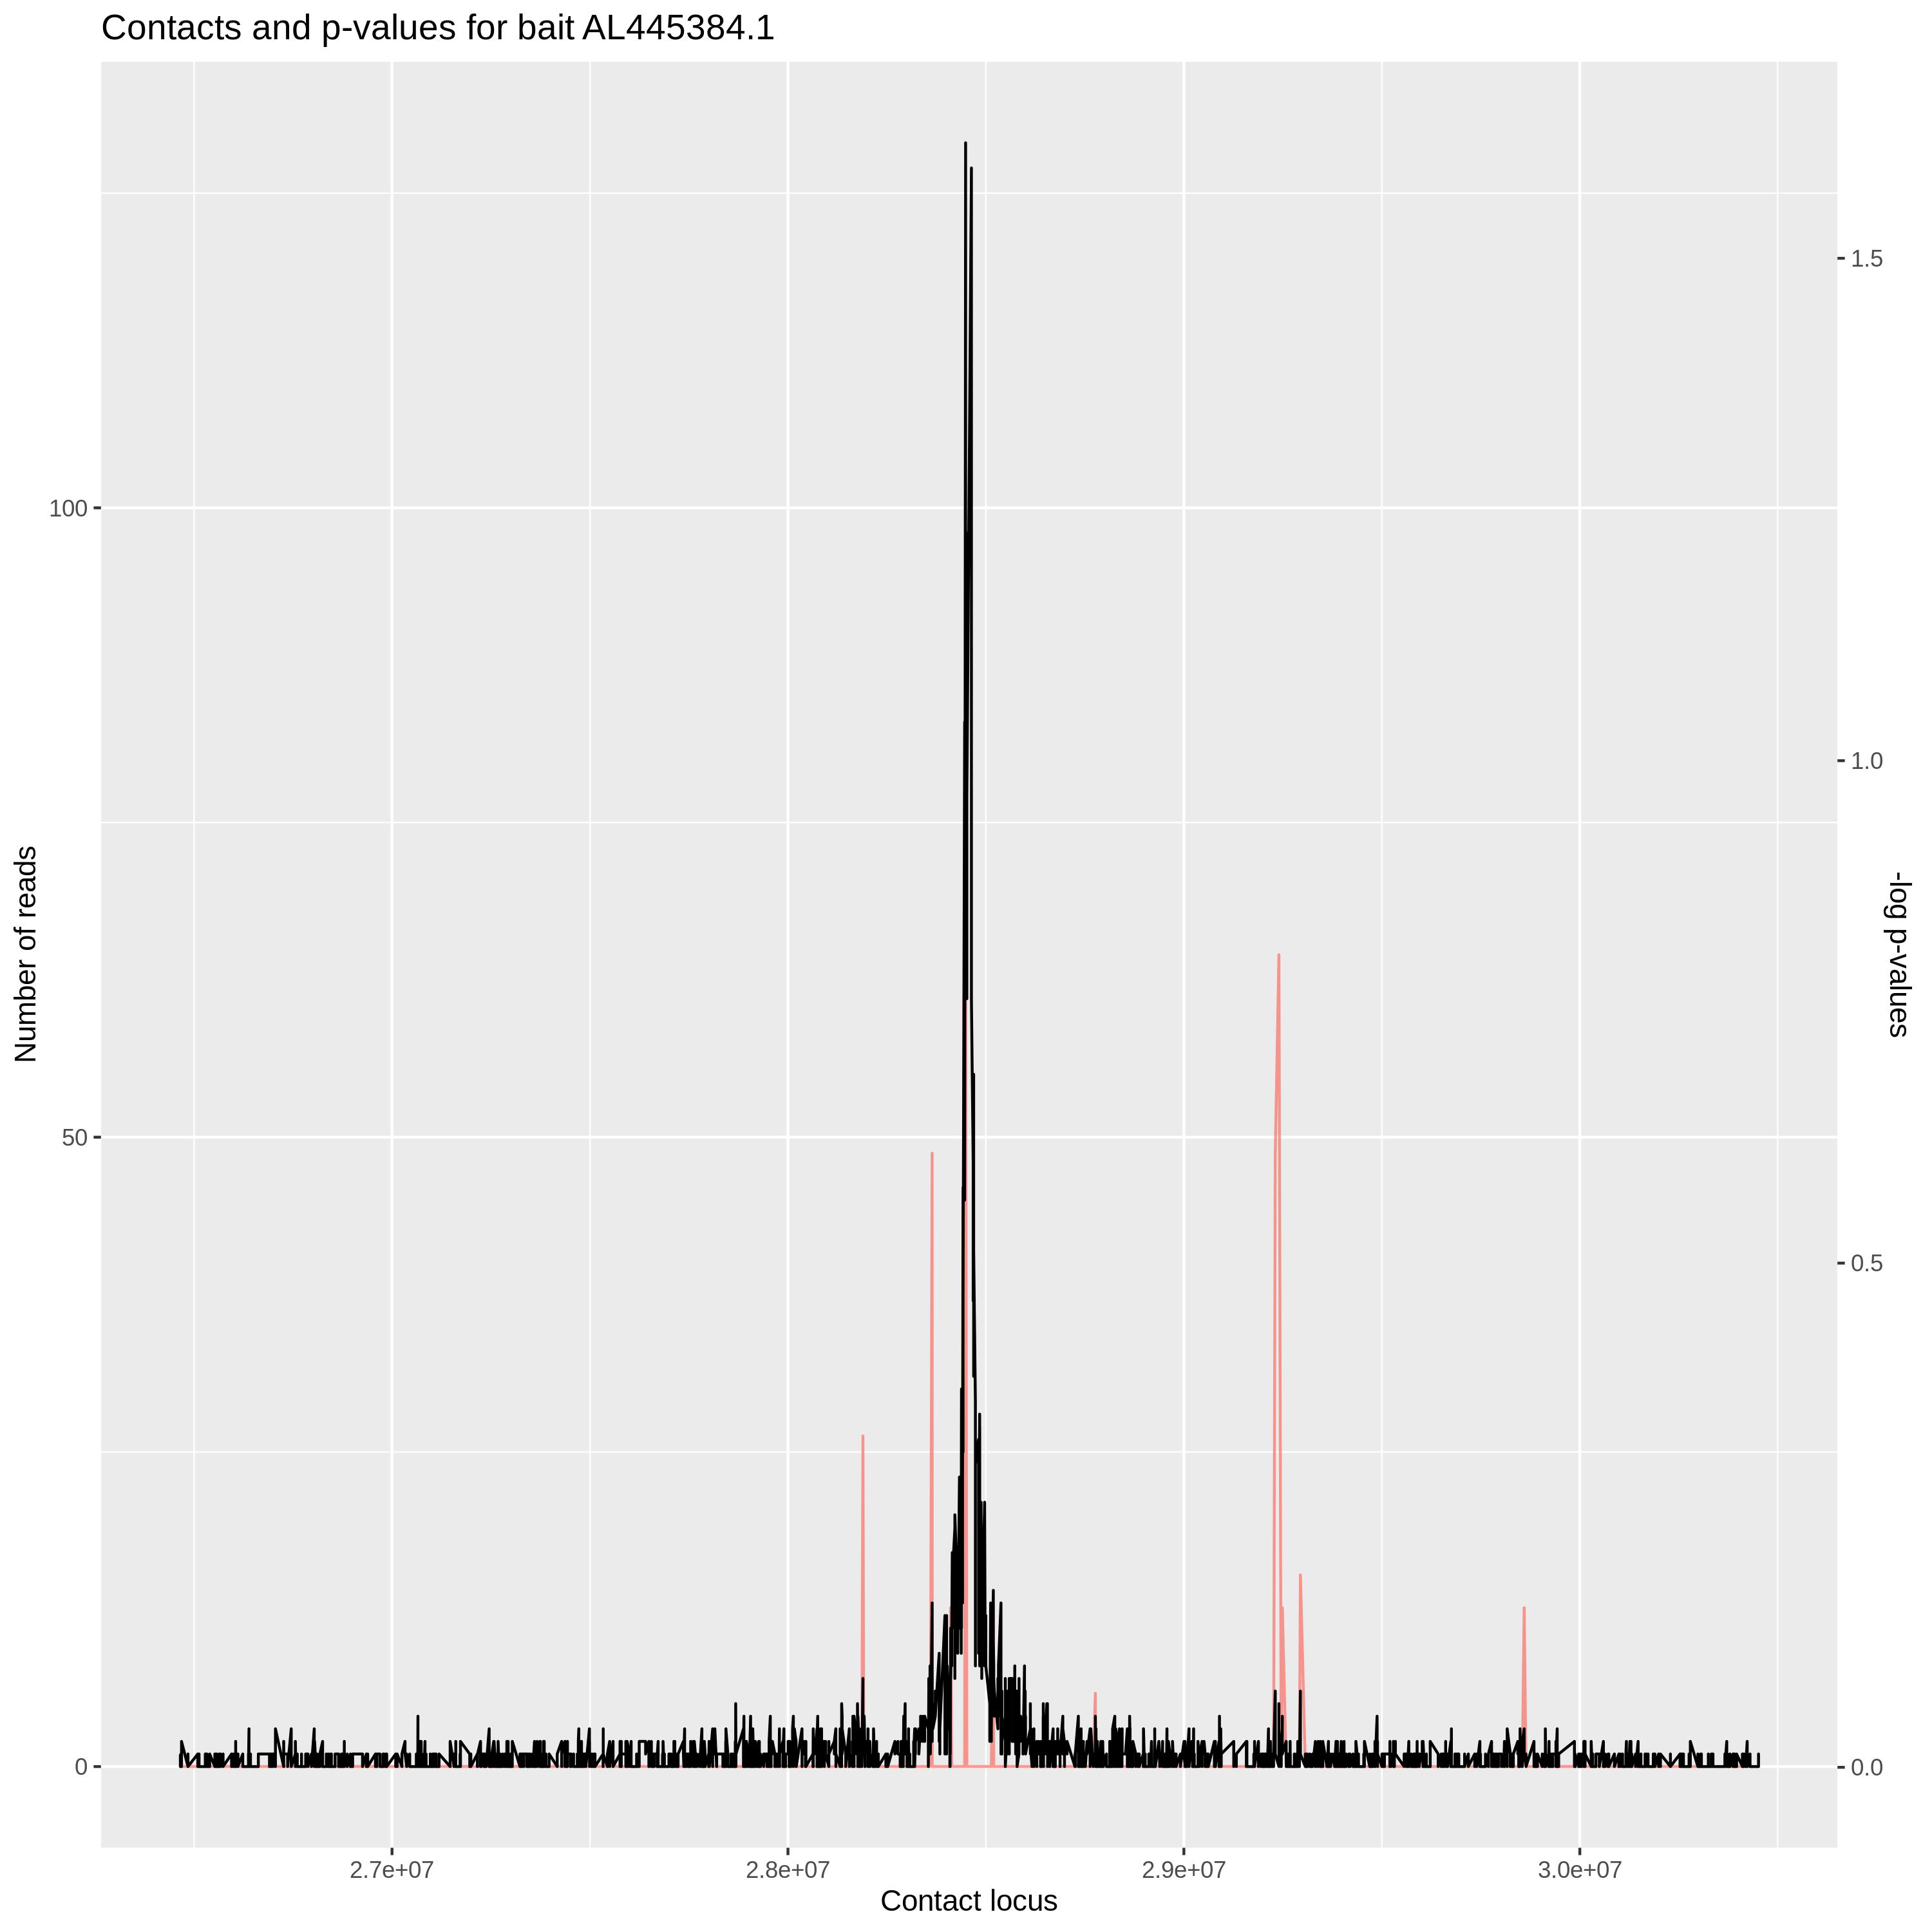 Contacts and p-values for bait AL445384.1
Number of reads
100
50
0
1.5
1.0
0.5
0.0
-log p-values
2.7e+07 2.8e+07 2.9e+07 3.0e+07
Contact locus